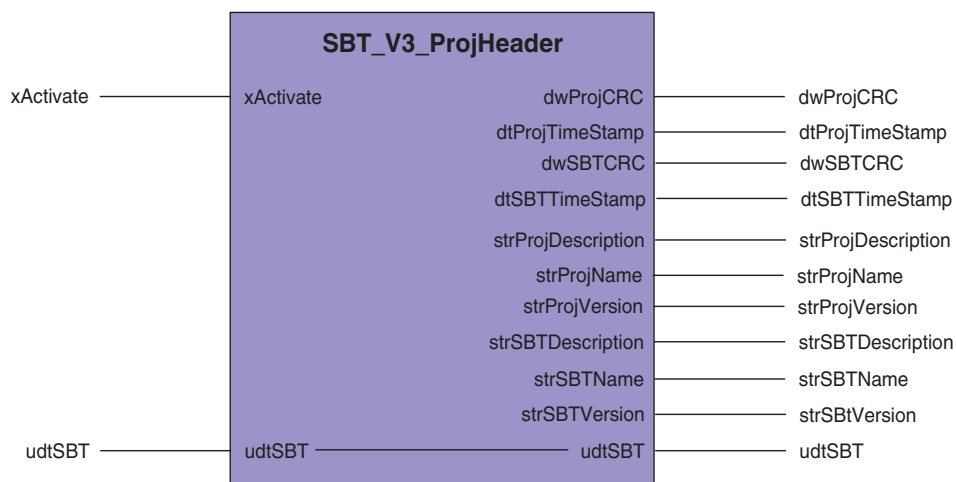 SBT_V3_ProjHeader
xActivate xActivate dwProjCRC dwProjCRC
dtProjTimeStamp dtProjTimeStamp
dwSBTCRC dwSBTCRC
dtSBTTimeStamp dtSBTTimeStamp
strProjDescription strProjDescription
strProjName strProjName
strProjVersion strProjVersion
strSBTDescription strSBTDescription
strSBTName strSBTName
strSBTVersion strSBtVersion
udtSBT udtSBT udtSBT udtSBT